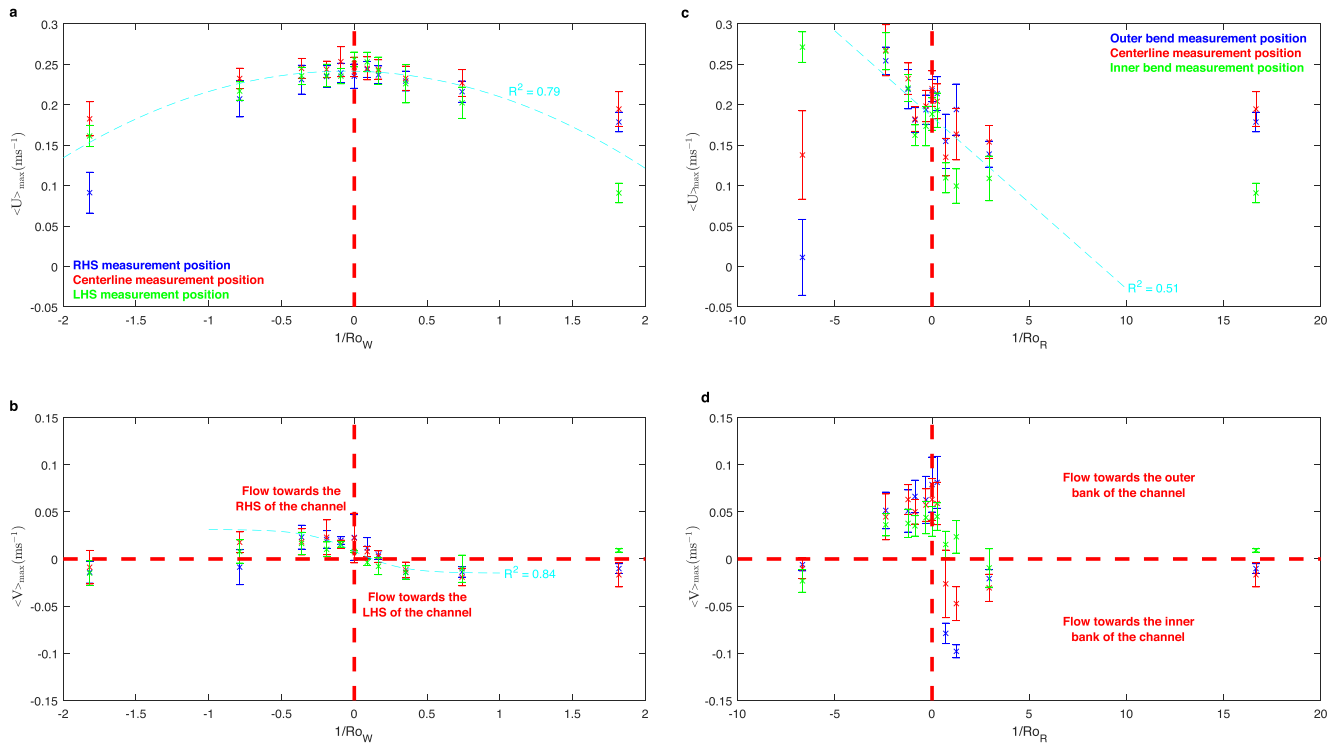 a
0.3
0.25
0.2
0.15
0.1
0.05
0
-0.05
<U>max(ms⁻¹)
R² = 0.79
RHS measurement position
Centerline measurement position
LHS measurement position
-2
-1.5
-1
-0.5
0
0.5
1
1.5
2
1/Ro_W
c
0.3
0.25
0.2
0.15
0.1
0.05
0
-0.05
<U>max(ms⁻¹)
Outer bend measurement position
Centerline measurement position
Inner bend measurement position
R² = 0.51
-10
-5
0
5
10
15
20
1/Ro_R
b
0.15
0.1
0.05
0
-0.05
-0.1
-0.15
<V>max(ms⁻¹)
Flow towards the
RHS of the channel
R² = 0.84
Flow towards the
LHS of the channel
-2
-1.5
-1
-0.5
0
0.5
1
1.5
2
1/Ro_W
d
0.15
0.1
0.05
0
-0.05
-0.1
-0.15
<V>max(ms⁻¹)
Flow towards the outer
bank of the channel
Flow towards the inner
bank of the channel
-10
-5
0
5
10
15
20
1/Ro_R